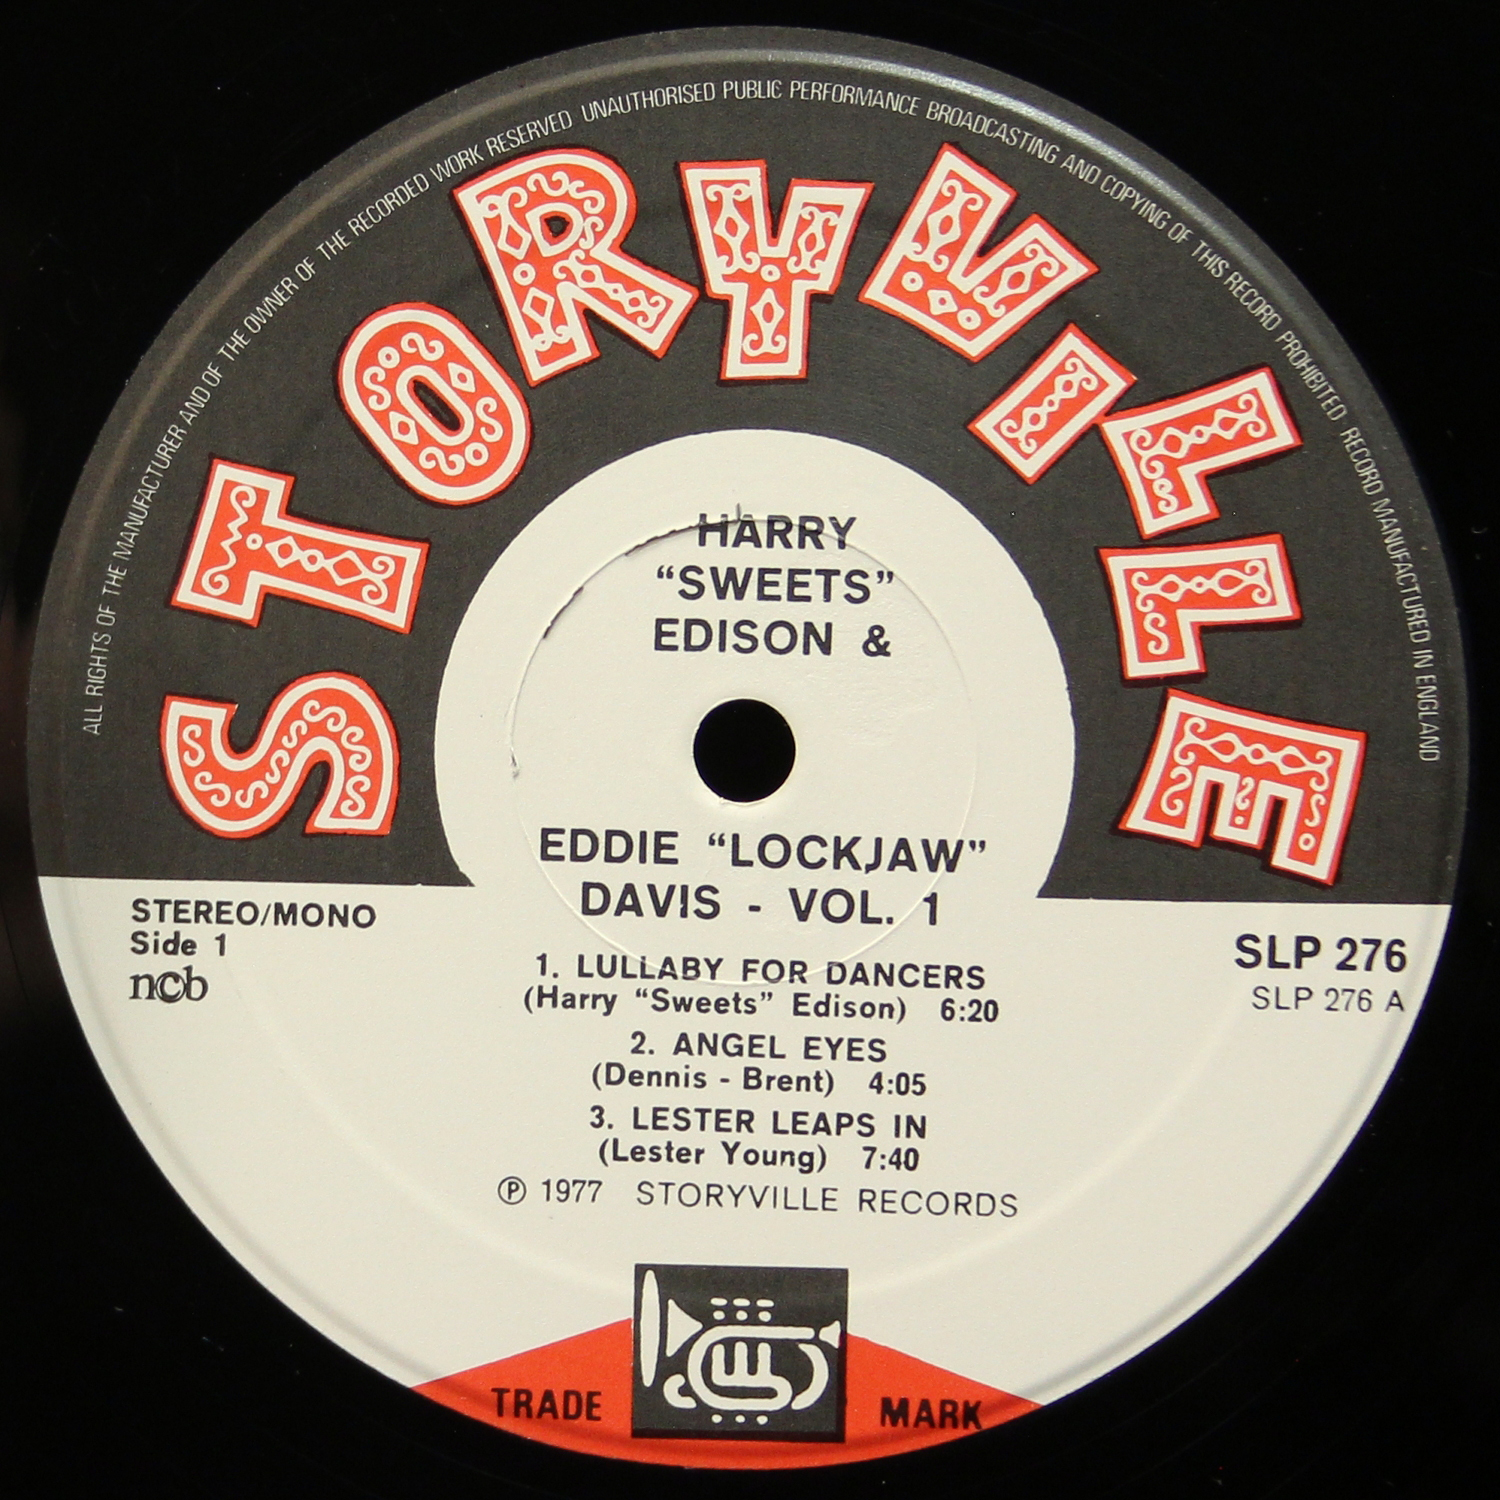 ALL RIGHTS OF THE MANUFACTURER AND OF THE OWNER OF THE RECORDED WORK RESERVED UNAUTHORISED PUBLIC PERFORMANCE BROADCASTING AND COPYING OF THIS RECORD PROHIBITED RECORD MANUFACTURED IN ENGLAND
STORYVILLE
HARRY
“SWEETS”
EDISON &
EDDIE “LOCKJAW”
DAVIS - VOL. 1
STEREO/MONO
Side 1
ncb
SLP 276
SLP 276 A
1. LULLABY FOR DANCERS
(Harry “Sweets” Edison) 6:20
2. ANGEL EYES
(Dennis - Brent) 4:05
3. LESTER LEAPS IN
(Lester Young) 7:40
℗ 1977 STORYVILLE RECORDS
TRADE MARK